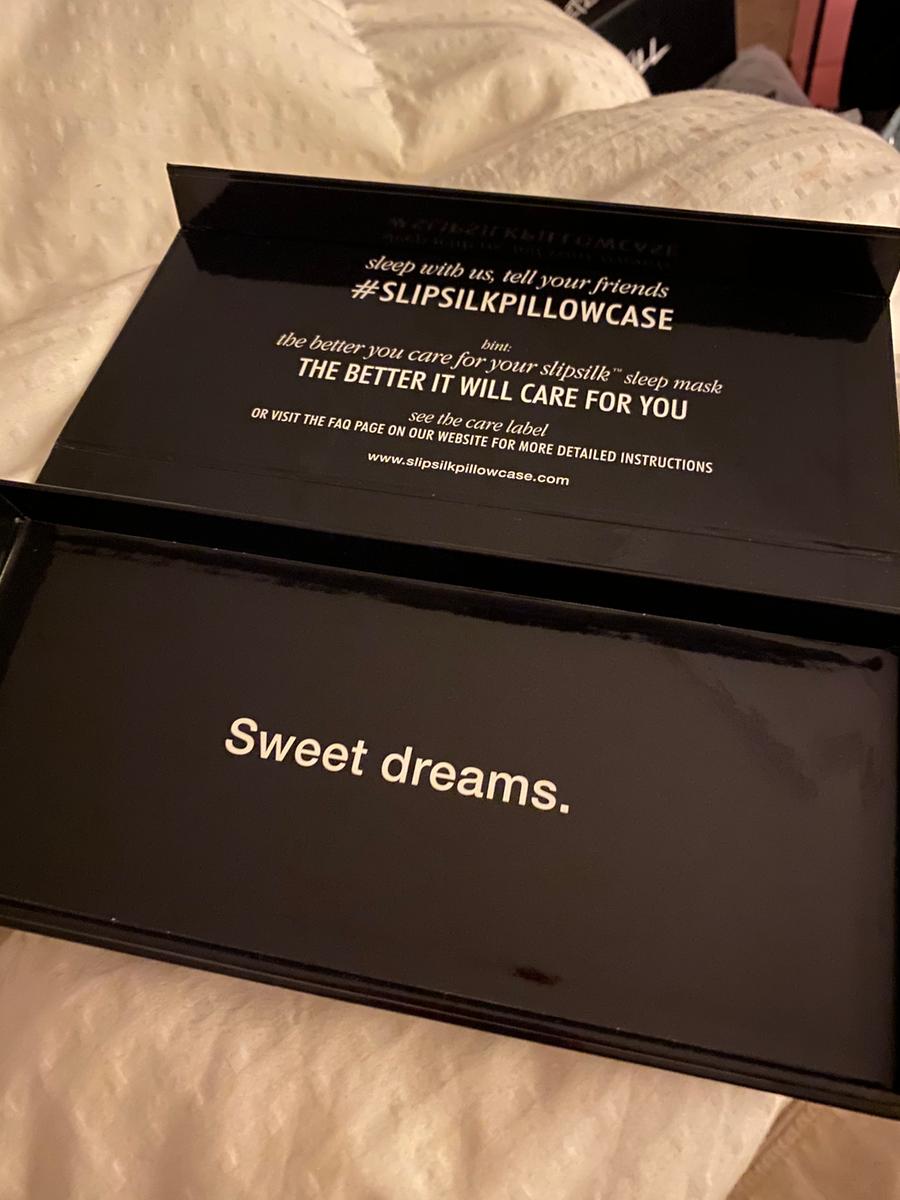 sleep with us, tell your friends
#SLIPSILKPILLOWCASE
hint:
the better you care for your slipsilk™ sleep mask
THE BETTER IT WILL CARE FOR YOU
see the care label
OR VISIT THE FAQ PAGE ON OUR WEBSITE FOR MORE DETAILED INSTRUCTIONS
www.slipsilkpillowcase.com
Sweet dreams.